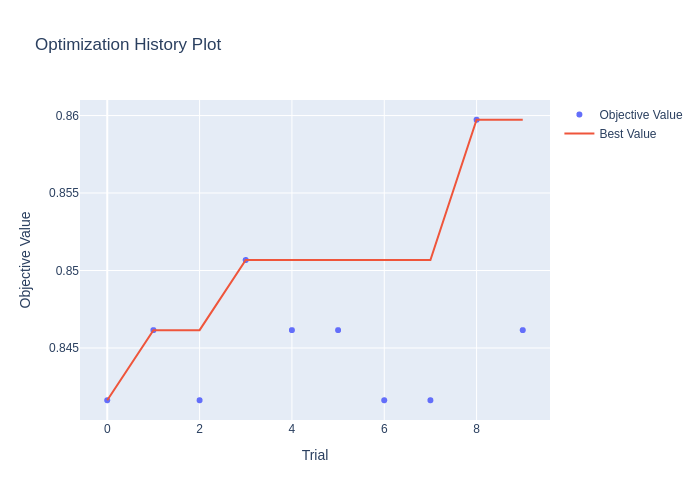 Optimization History Plot
0.86
0.855
0.85
0.845
Objective Value
0
2
4
6
8
Trial
Objective Value
Best Value